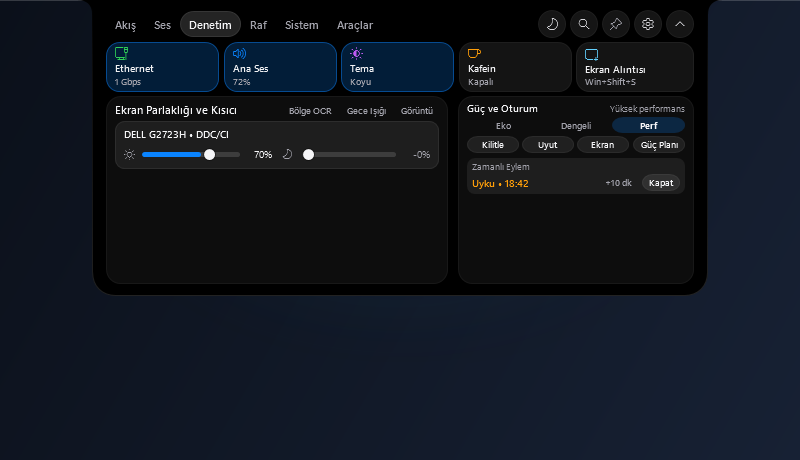 Akış Ses Denetim Raf Sistem Araçlar
Ethernet
1 Gbps
Ana Ses
72%
Tema
Koyu
Kafein
Kapalı
Ekran Alıntısı
Win+Shift+S
Ekran Parlaklığı ve Kısıcı Bölge OCR Gece Işığı Görüntü
DELL G2723H • DDC/CI
70% -0%
Güç ve Oturum Yüksek performans
Eko Dengeli Perf
Kilitle Uyut Ekran Güç Planı
Zamanlı Eylem
Uyku • 18:42 +10 dk Kapat